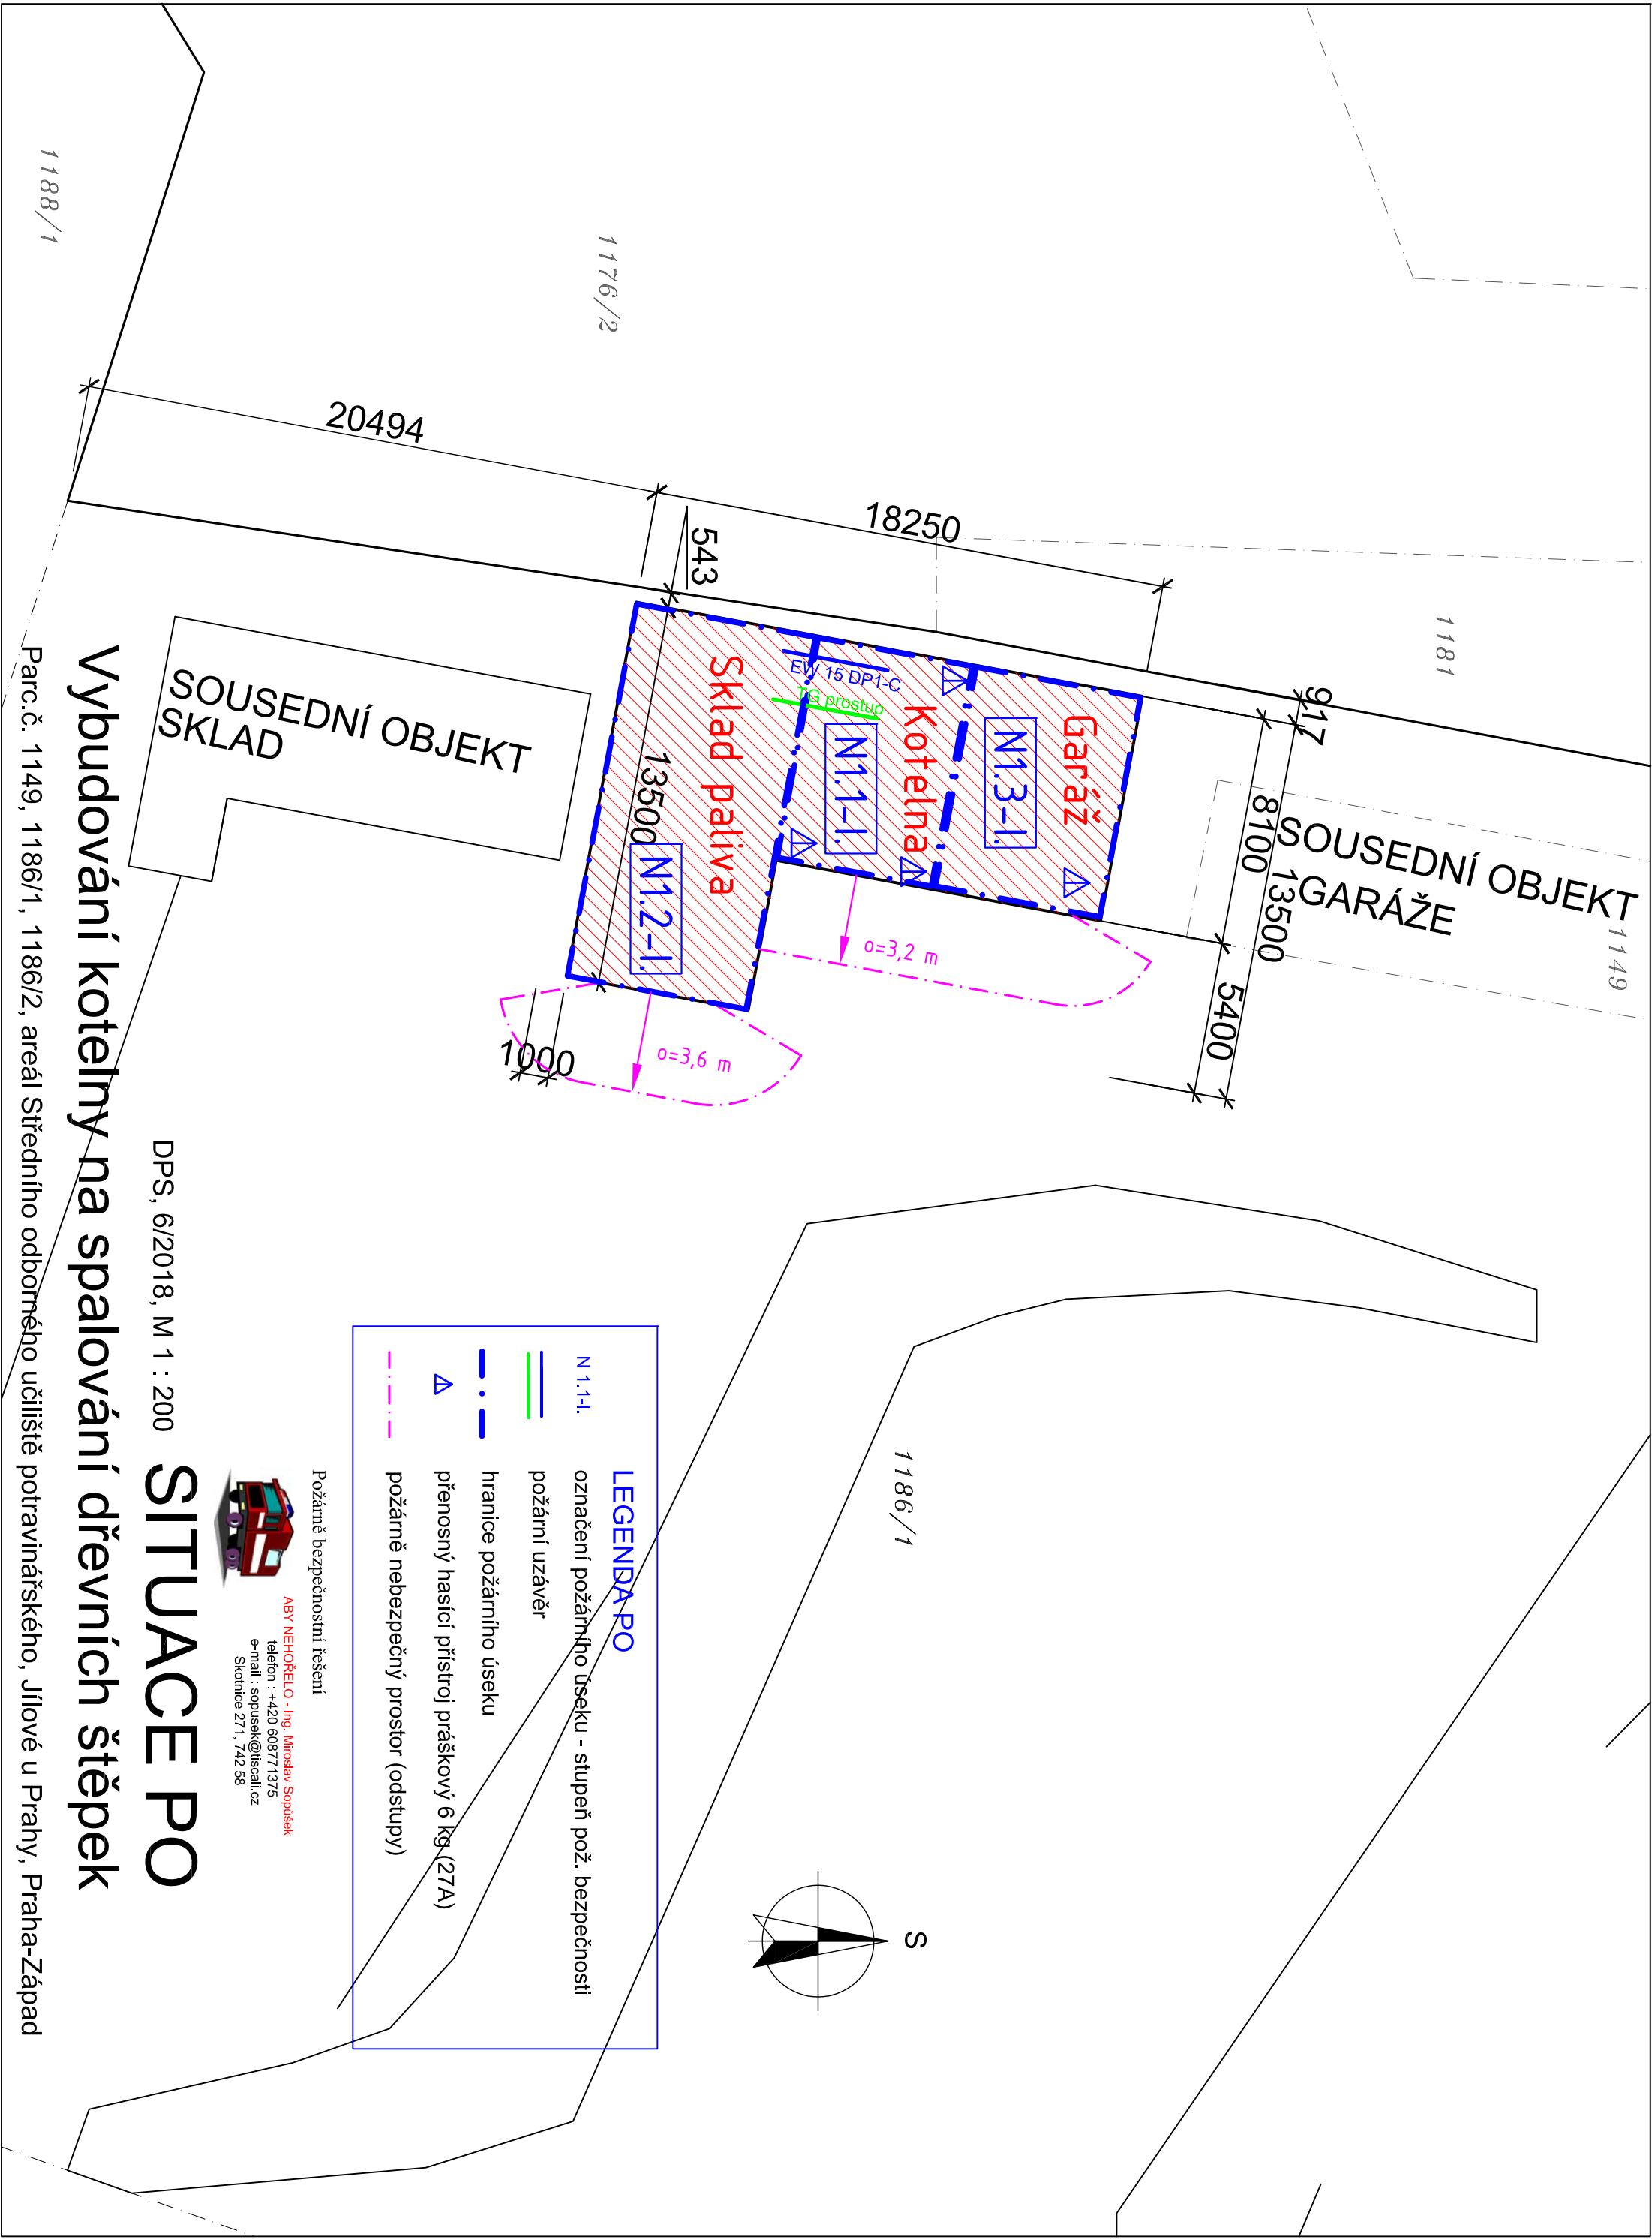 1188/1
1176/2
1181
1149
1186/1
20494
18250
543
917
8100
13500
5400
13500
1000
SOUSEDNÍ OBJEKT
GARÁŽE
SOUSEDNÍ OBJEKT
SKLAD
Garáž
N1.3-I.
Kotelna
N1.1-I.
EW 15 DP1-C
TG prostup
Sklad paliva
N1.2-I.
o=3,2 m
o=3,6 m
S
LEGENDA PO
N 1.1-I. označení požárního úseku - stupeň pož. bezpečnosti
požární uzávěr
hranice požárního úseku
přenosný hasící přístroj práškový 6 kg (27A)
požárně nebezpečný prostor (odstupy)
Požárně bezpečnostní řešení
ABY NEHOŘELO - Ing. Miroslav Sopůšek
telefon : +420 608771375
e-mail : sopusek@tiscali.cz
Skotnice 271, 742 58
DPS, 6/2018, M 1 : 200 SITUACE PO
Vybudování kotelny na spalování dřevních štěpek
Parc.č. 1149, 1186/1, 1186/2, areál Středního odborného učiliště potravinářského, Jílové u Prahy, Praha-Západ